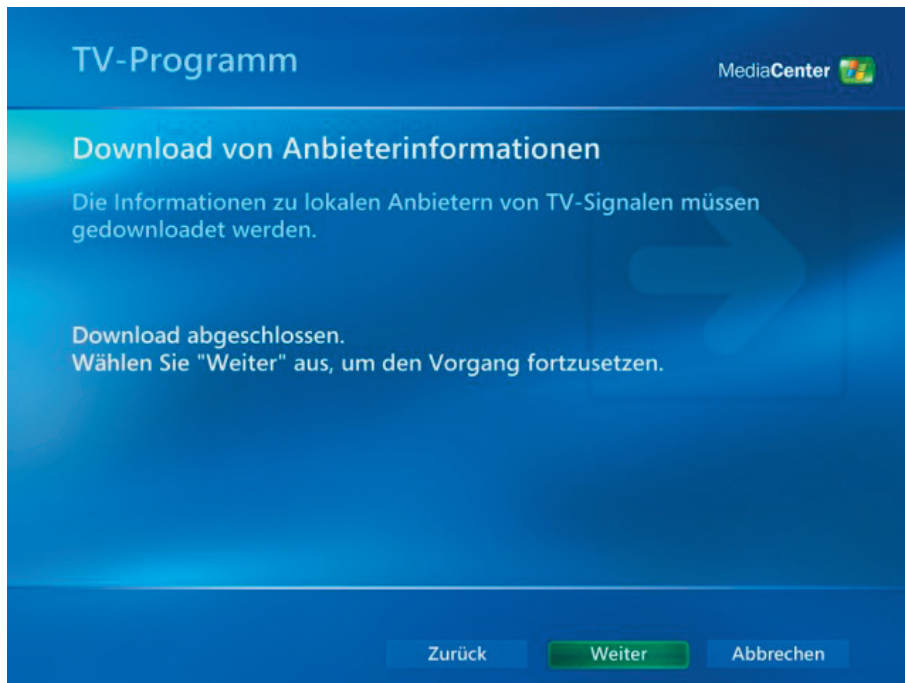 TV-Programm
MediaCenter
Download von Anbieterinformationen
Die Informationen zu lokalen Anbietern von TV-Signalen müssen
gedownloadet werden.
Download abgeschlossen.
Wählen Sie "Weiter" aus, um den Vorgang fortzusetzen.
Zurück
Weiter
Abbrechen